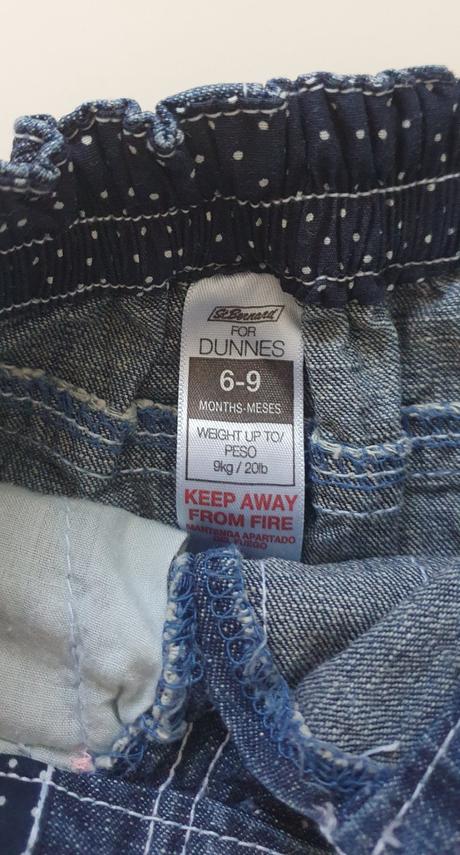 St.Bernard
FOR
DUNNES
6-9
MONTHS-MESES
WEIGHT UP TO/
PESO
9kg / 20lb
KEEP AWAY
FROM FIRE
MANTENGA APARTADO
DEL FUEGO